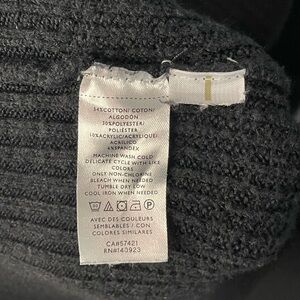 54%COTTON/ COTON/
ALGODÓN
30%POLYESTER/
POLIÉSTER
10%ACRYLIC/ACRYLIQUE/
ACRÍLICO
6%SPANDEX
MACHINE WASH COLD
DELICATE CYCLE WITH LIKE
COLORS
ONLY NON-CHLORINE
BLEACH WHEN NEEDED
TUMBLE DRY LOW
COOL IRON WHEN NEEDED
AVEC DES COULEURS
SEMBLABLES / CON
COLORES SIMILARES
CA#57421
RN#140923